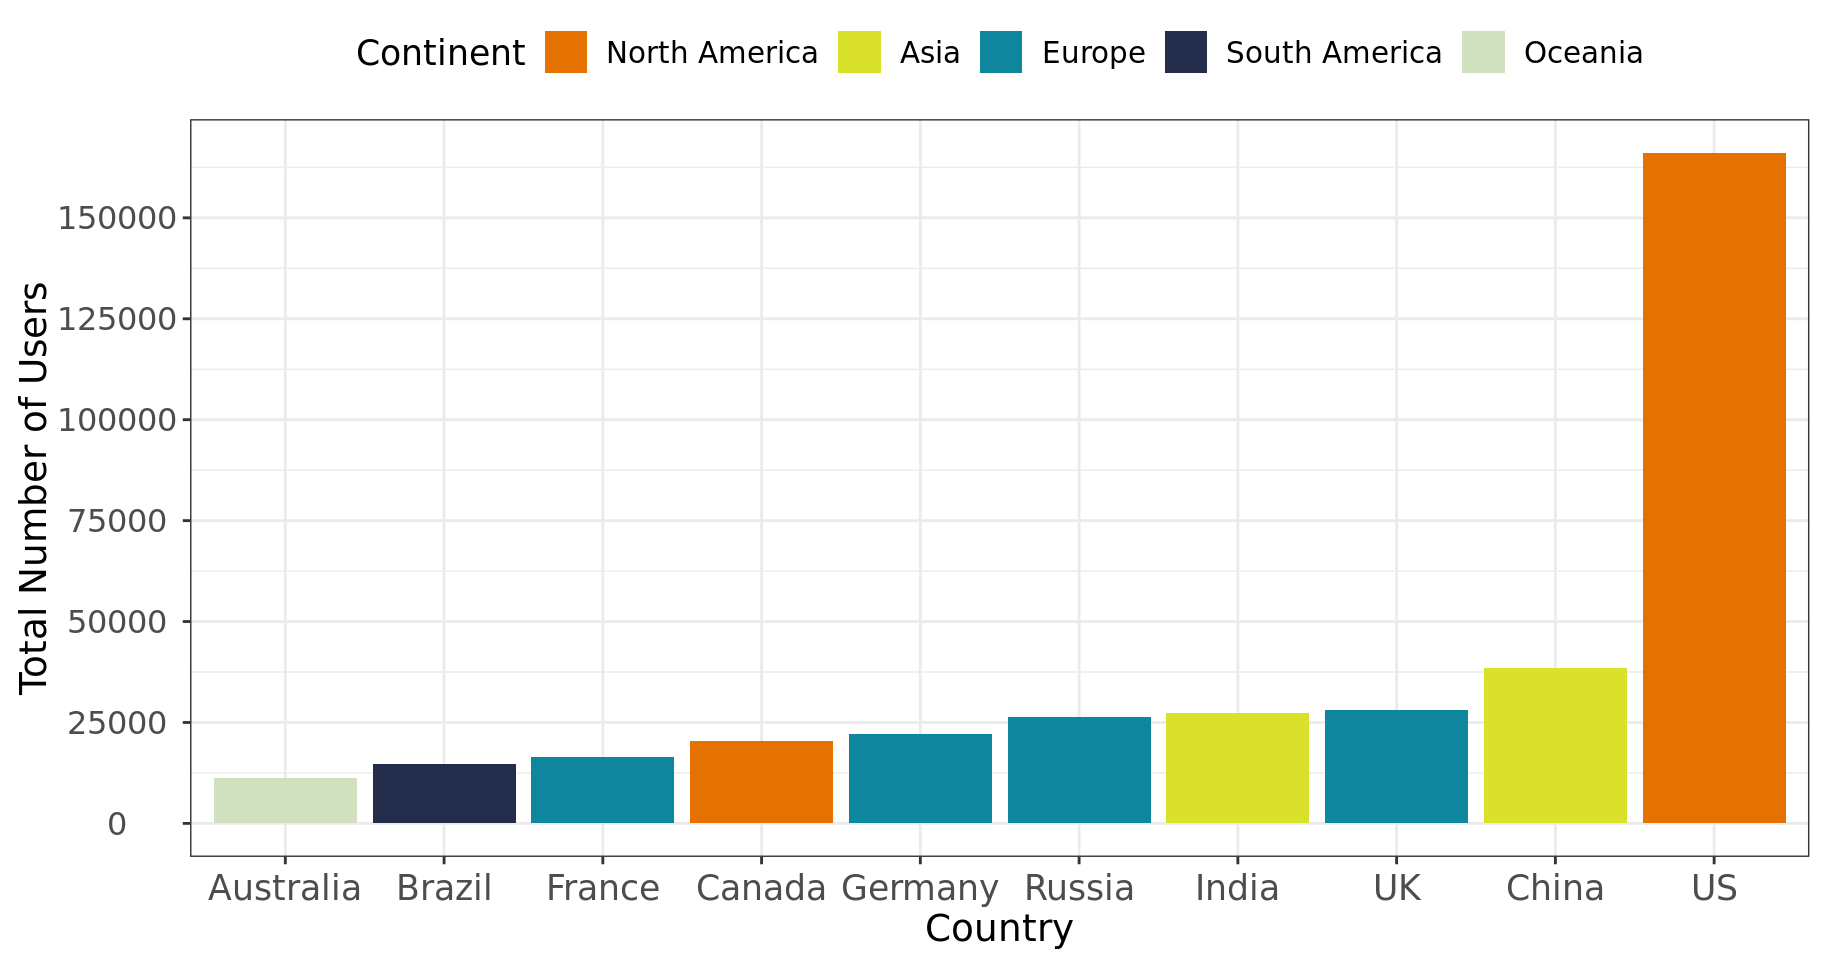 Continent North America Asia Europe South America Oceania
150000
125000
100000
75000
50000
25000
0
Total Number of Users
Australia Brazil France Canada Germany Russia India UK China US
Country